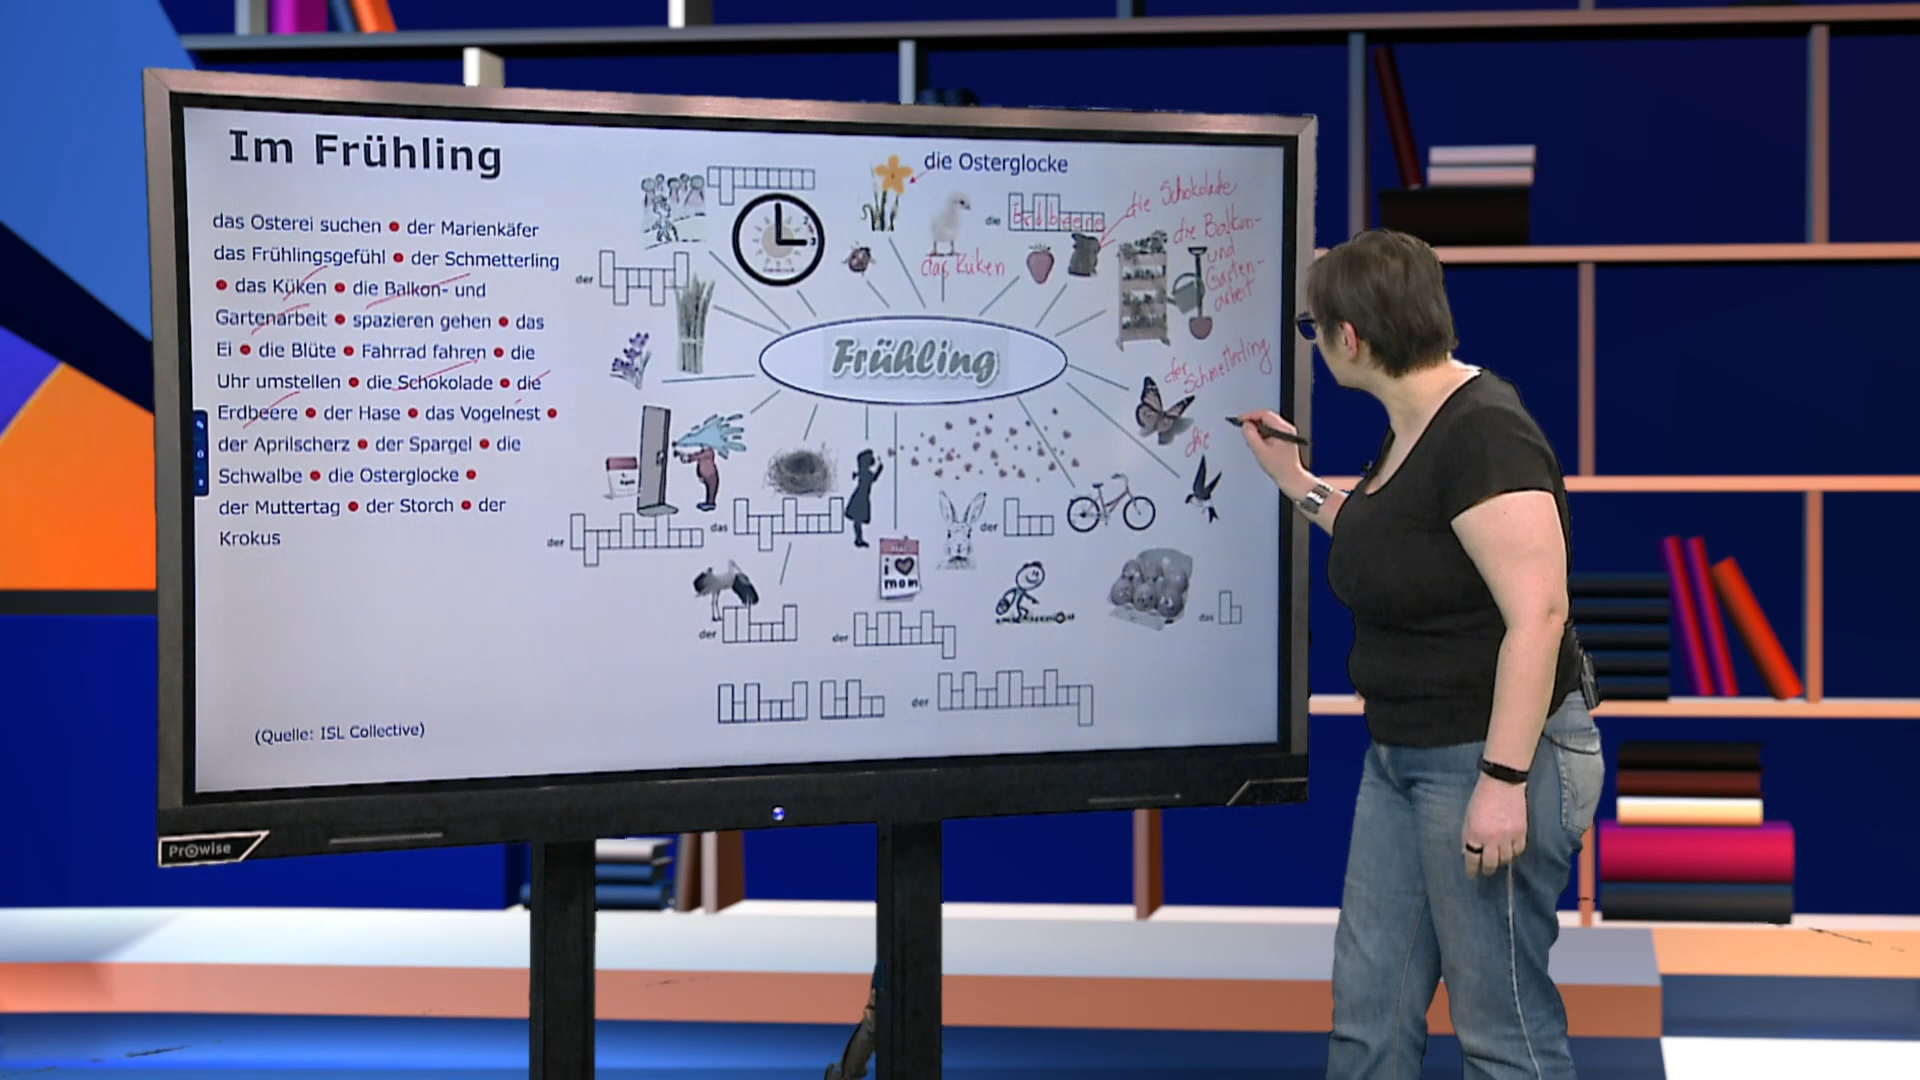 Im Frühling
das Osterei suchen • der Marienkäfer
das Frühlingsgefühl • der Schmetterling
• das Küken • die Balkon- und
Gartenarbeit • spazieren gehen • das
Ei • die Blüte • Fahrrad fahren • die
Uhr umstellen • die Schokolade • die
Erdbeere • der Hase • das Vogelnest •
der Aprilscherz • der Spargel • die
Schwalbe • die Osterglocke •
der Muttertag • der Storch • der
Krokus
(Quelle: ISL Collective)
die Osterglocke
die Erdbeere
die Schokolade
die Balkon-
und
Garten-
arbeit
das Küken
der
Frühling
der
Schmetterling
die
der
das
der
i ♥
mom
der
der
das
der
Prowise